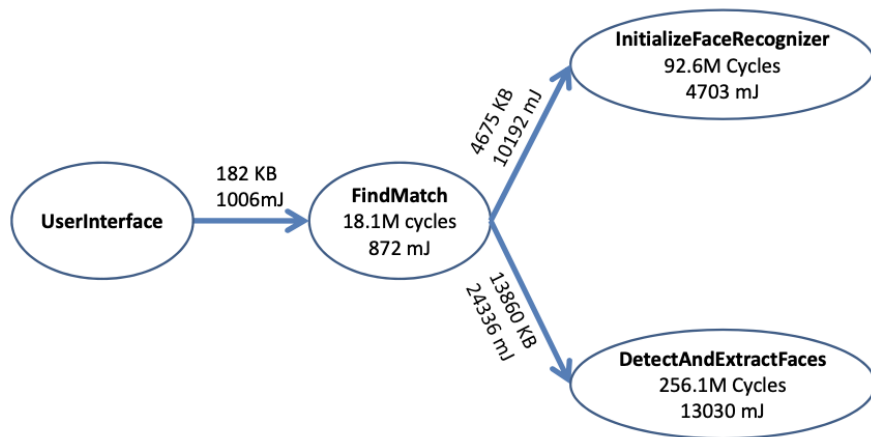 UserInterface
182 KB
1006mJ
FindMatch
18.1M cycles
872 mJ
4675 KB
10192 mJ
InitializeFaceRecognizer
92.6M Cycles
4703 mJ
13860 KB
24336 mJ
DetectAndExtractFaces
256.1M Cycles
13030 mJ